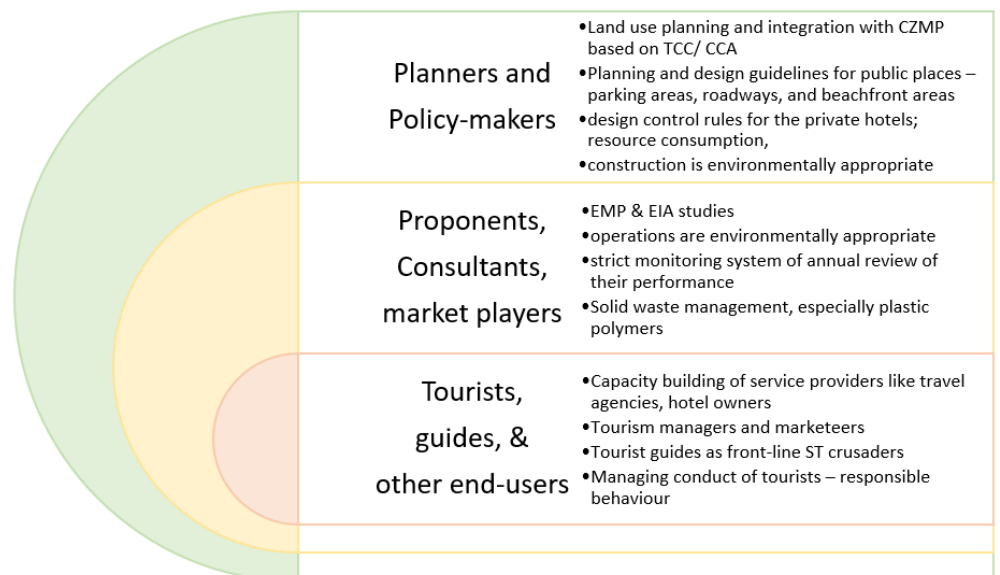 Planners and
Policy-makers
•Land use planning and integration with CZMP
based on TCC/ CCA
•Planning and design guidelines for public places –
parking areas, roadways, and beachfront areas
•design control rules for the private hotels;
resource consumption,
•construction is environmentally appropriate
Proponents,
Consultants,
market players
•EMP & EIA studies
•operations are environmentally appropriate
•strict monitoring system of annual review of
their performance
•Solid waste management, especially plastic
polymers
Tourists,
guides, &
other end-users
•Capacity building of service providers like travel
agencies, hotel owners
•Tourism managers and marketeers
•Tourist guides as front-line ST crusaders
•Managing conduct of tourists – responsible
behaviour